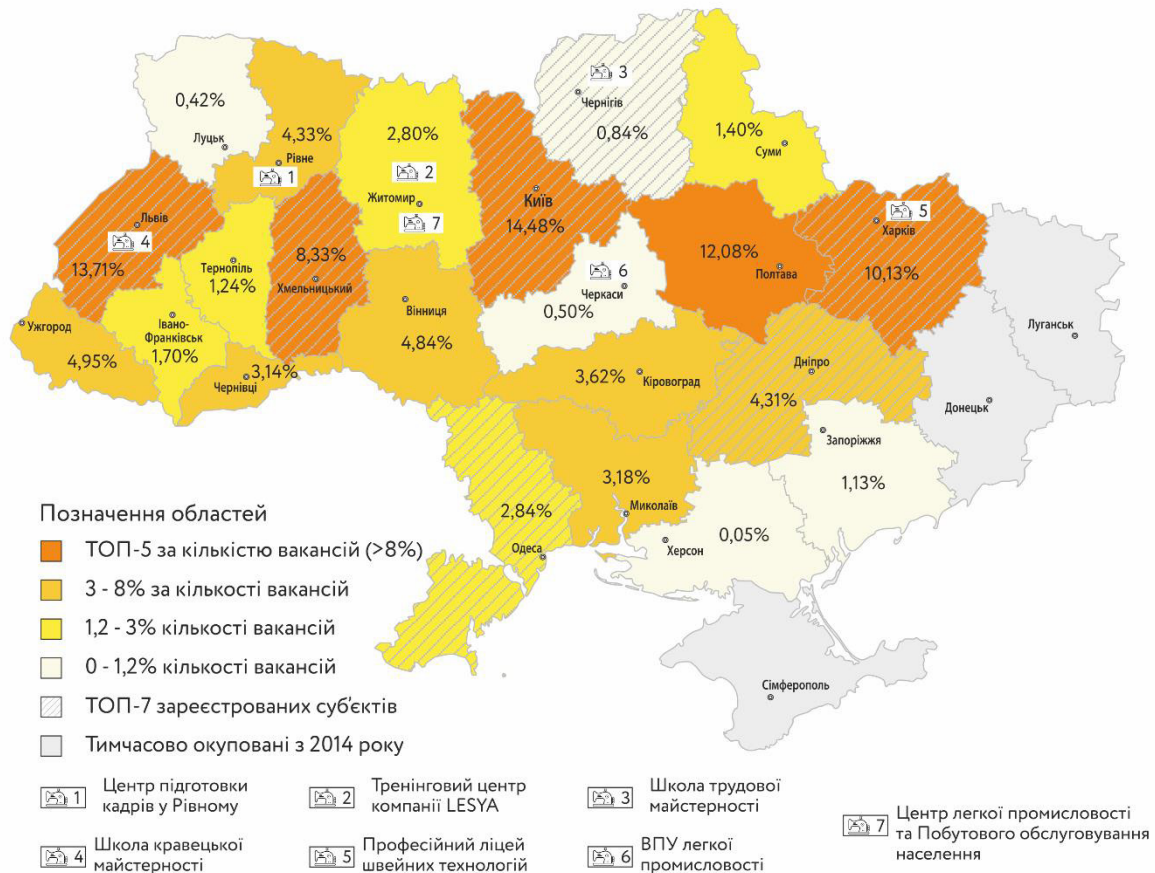 0,42%
Луцьк
4,33%
Рівне
1
2,80%
2
Житомир
7
Київ
14,48%
3
Чернігів
0,84%
1,40%
Суми
Львів
4
13,71%
Тернопіль
1,24%
8,33%
Хмельницький
Вінниця
4,84%
6
Черкаси
0,50%
12,08%
Полтава
5
Харків
10,13%
Луганськ
Донецьк
Ужгород
4,95%
Івано-
Франківськ
1,70%
3,14%
Чернівці
3,62%
Кіровоград
Дніпро
4,31%
Запоріжжя
1,13%
3,18%
Миколаїв
2,84%
Одеса
0,05%
Херсон
Сімферополь
Позначення областей
ТОП-5 за кількістю вакансій (>8%)
3 - 8% за кількості вакансій
1,2 - 3% кількості вакансій
0 - 1,2% кількості вакансій
ТОП-7 зареєстрованих суб'єктів
Тимчасово окуповані з 2014 року
1 Центр підготовки
кадрів у Рівному
2 Тренінговий центр
компанії LESYA
3 Школа трудової
майстерності
4 Школа кравецької
майстерності
5 Професійний ліцей
швейних технологій
6 ВПУ легкої
промисловості
7 Центр легкої промисловості
та Побутового обслуговування
населення